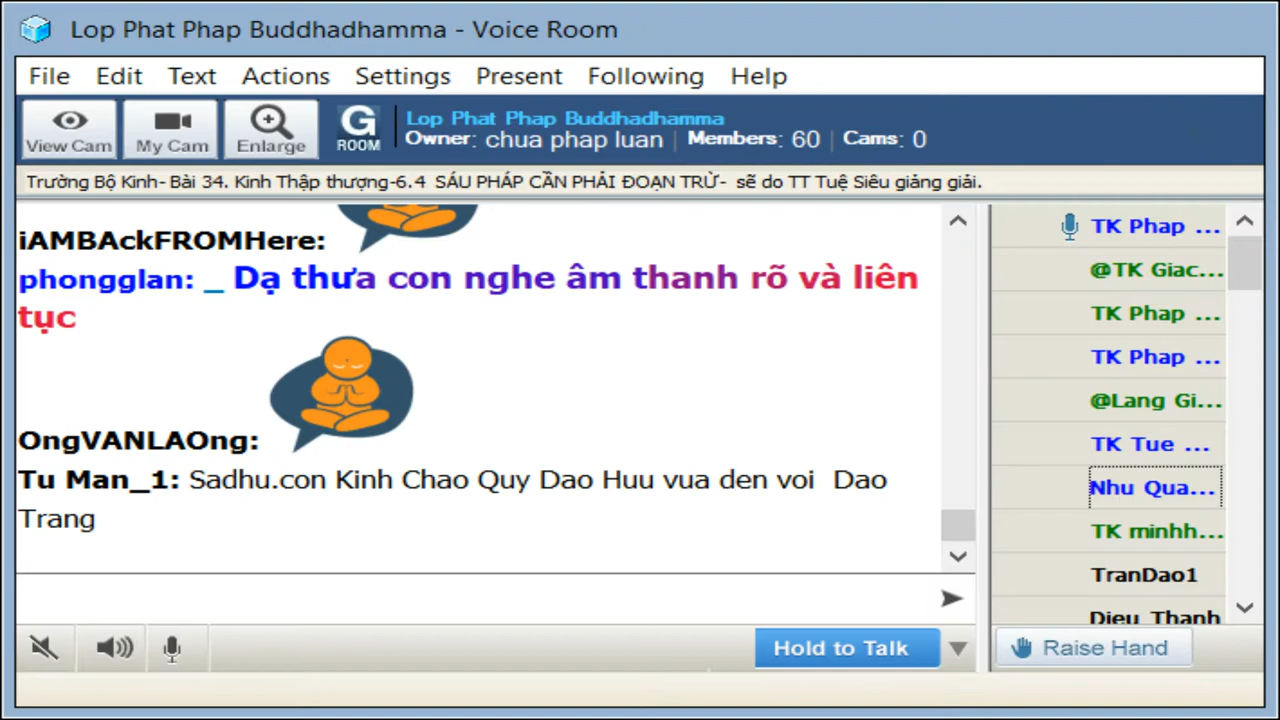 Lop Phat Phap Buddhadhamma - Voice Room
File Edit Text Actions Settings Present Following Help
View Cam My Cam Enlarge G ROOM
Lop Phat Phap Buddhadhamma
Owner: chua phap luan | Members: 60 | Cams: 0
Trường Bộ Kinh- Bài 34. Kinh Thập thượng-6.4 SÁU PHÁP CẦN PHẢI ĐOẠN TRỪ- sẽ do TT Tuệ Siêu giảng giải.
iAMBAckFROMHere:
phongglan: _ Dạ thưa con nghe âm thanh rõ và liên
tục
OngVANLAOng:
Tu Man_1: Sadhu.con Kinh Chao Quy Dao Huu vua den voi Dao
Trang
TK Phap ...
@TK Giac...
TK Phap ...
TK Phap ...
@Lang Gi...
TK Tue ...
Nhu Qua...
TK minhh...
TranDao1
Dieu Thanh
Hold to Talk
Raise Hand